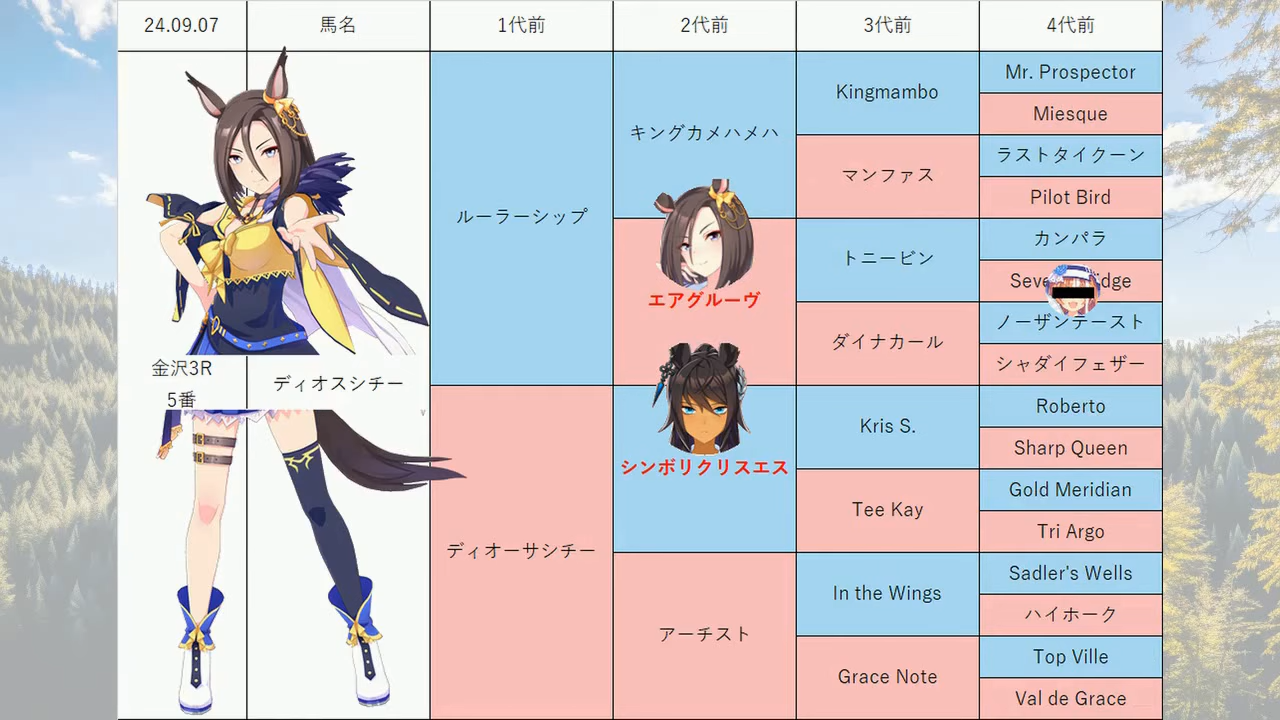 24.09.07
馬名
1代前
2代前
3代前
4代前
金沢3R
5番
ディオスシチー
ルーラーシップ
ディオーサシチー
キングカメハメハ
エアグルーヴ
シンボリクリスエス
アーチスト
Kingmambo
マンファス
トニービン
ダイナカール
Kris S.
Tee Kay
In the Wings
Grace Note
Mr. Prospector
Miesque
ラストタイクーン
Pilot Bird
カンパラ
ノーザンテースト
シャダイフェザー
Roberto
Sharp Queen
Gold Meridian
Tri Argo
Sadler's Wells
ハイホーク
Top Ville
Val de Grace